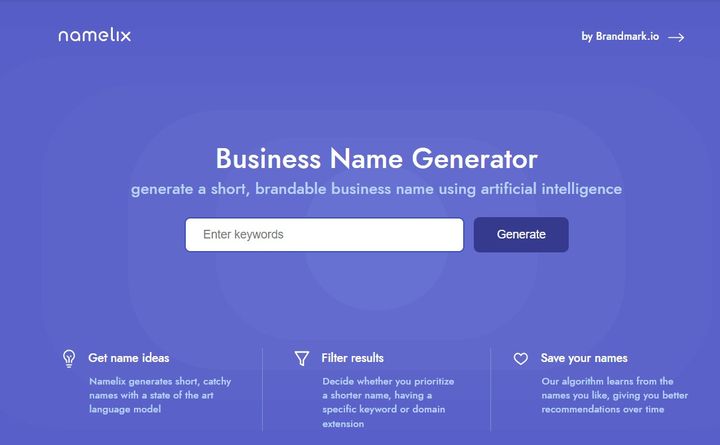 namelix
by Brandmark.io
Business Name Generator
generate a short, brandable business name using artificial intelligence
Enter keywords
Generate
Get name ideas
Namelix generates short, catchy
names with a state of the art
language model
Filter results
Decide whether you prioritize
a shorter name, having a
specific keyword or domain
extension
Save your names
Our algorithm learns from the
names you like, giving you better
recommendations over time